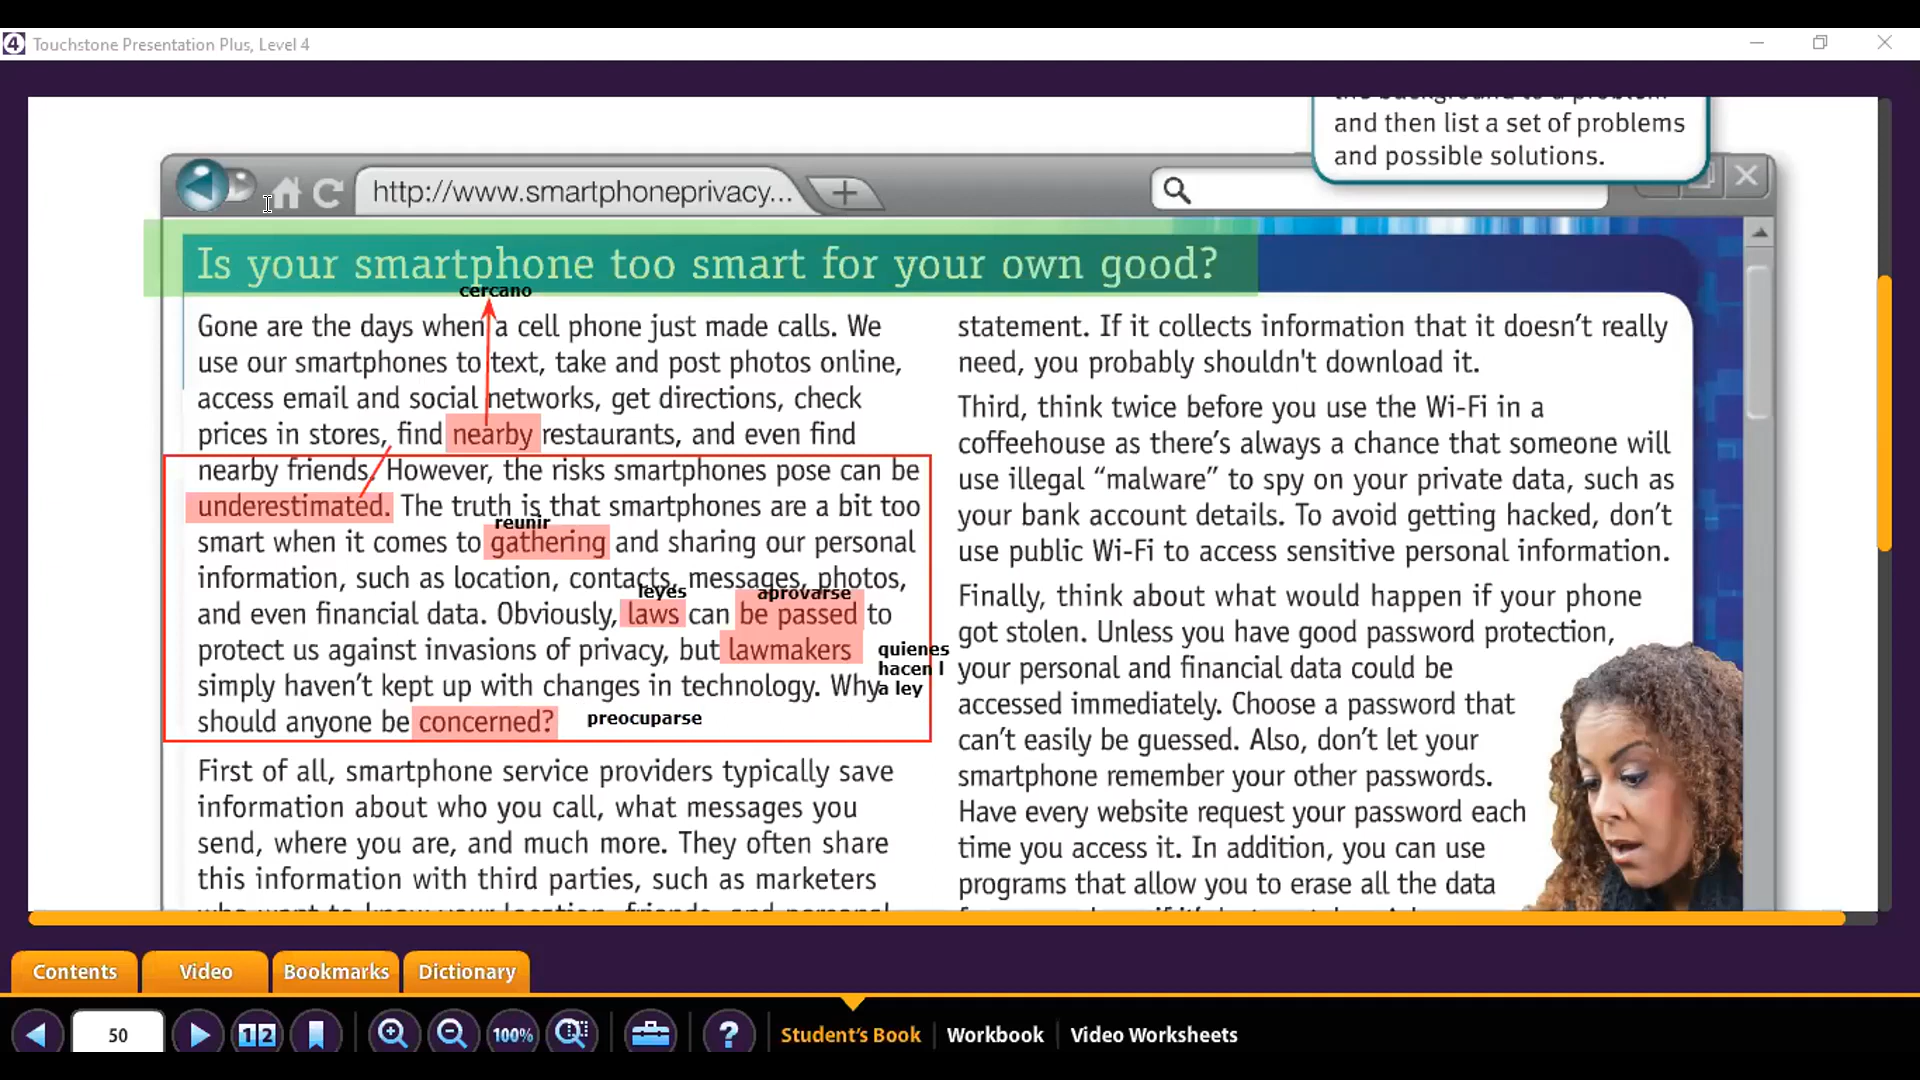 Touchstone Presentation Plus, Level 4
and then list a set of problems
and possible solutions.
http://www.smartphoneprivacy...
Is your smartphone too smart for your own good?
cercano
Gone are the days when a cell phone just made calls. We
use our smartphones to text, take and post photos online,
access email and social networks, get directions, check
prices in stores, find nearby restaurants, and even find
nearby friends. However, the risks smartphones pose can be
underestimated. The truth is that smartphones are a bit too
reunir
smart when it comes to gathering and sharing our personal
information, such as location, contacts, messages, photos,
leyes aprovarse
and even financial data. Obviously, laws can be passed to
protect us against invasions of privacy, but lawmakers
quienes
hacen l
a ley
simply haven't kept up with changes in technology. Why
should anyone be concerned?
preocuparse
First of all, smartphone service providers typically save
information about who you call, what messages you
send, where you are, and much more. They often share
this information with third parties, such as marketers
who want to know your location, friends, and personal
statement. If it collects information that it doesn't really
need, you probably shouldn't download it.
Third, think twice before you use the Wi-Fi in a
coffeehouse as there's always a chance that someone will
use illegal “malware” to spy on your private data, such as
your bank account details. To avoid getting hacked, don't
use public Wi-Fi to access sensitive personal information.
Finally, think about what would happen if your phone
got stolen. Unless you have good password protection,
your personal and financial data could be
accessed immediately. Choose a password that
can't easily be guessed. Also, don't let your
smartphone remember your other passwords.
Have every website request your password each
time you access it. In addition, you can use
programs that allow you to erase all the data
Contents
Video
Bookmarks
Dictionary
50
12
100%
?
Student's Book
Workbook
Video Worksheets